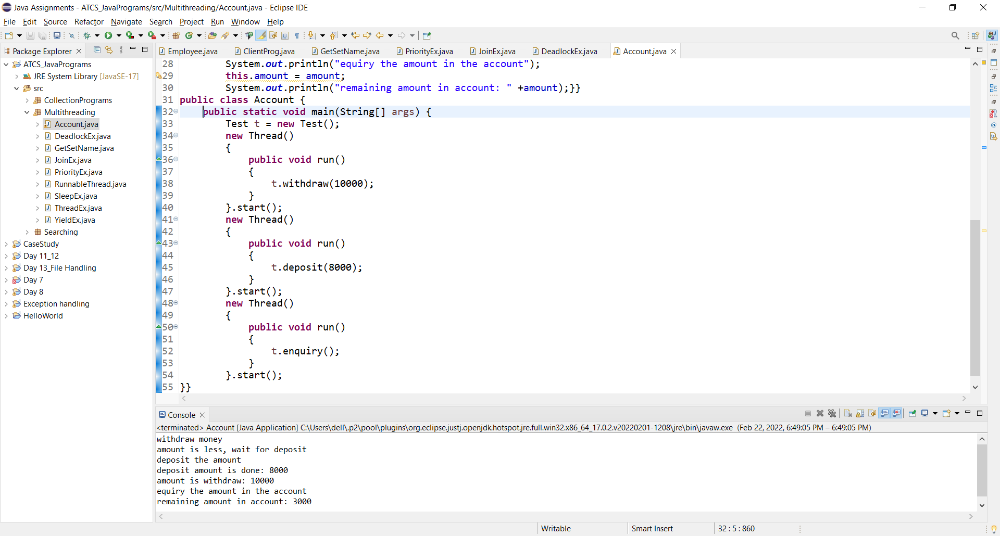 Java Assignments - ATCS_JavaPrograms/src/Multithreading/Account.java - Eclipse IDE
File Edit Source Refactor Navigate Search Project Run Window Help
Package Explorer
ATCS_JavaPrograms
JRE System Library [JavaSE-17]
src
CollectionPrograms
Multithreading
Account.java
DeadlockEx.java
GetSetName.java
JoinEx.java
PriorityEx.java
RunnableThread.java
SleepEx.java
ThreadEx.java
YieldEx.java
Searching
CaseStudy
Day 11_12
Day 13_File Handling
Day 7
Day 8
Exception handling
HelloWorld
Employee.java ClientProg.java GetSetName.java PriorityEx.java JoinEx.java DeadlockEx.java Account.java
28 System.out.println("equiry the amount in the account");
29 this.amount = amount;
30 System.out.println("remaining amount in account: " +amount);}}
31 public class Account {
32 public static void main(String[] args) {
33 Test t = new Test();
34 new Thread()
35 {
36 public void run()
37 {
38 t.withdraw(10000);
39 }
40 }.start();
41 new Thread()
42 {
43 public void run()
44 {
45 t.deposit(8000);
46 }
47 }.start();
48 new Thread()
49 {
50 public void run()
51 {
52 t.enquiry();
53 }
54 }.start();
55 }}
Console
<terminated> Account [Java Application] C:\Users\dell\.p2\pool\plugins\org.eclipse.justj.openjdk.hotspot.jre.full.win32.x86_64_17.0.2.v20220201-1208\jre\bin\javaw.exe (Feb 22, 2022, 6:49:05 PM – 6:49:05 PM)
withdraw money
amount is less, wait for deposit
deposit the amount
deposit amount is done: 8000
amount is withdraw: 10000
equiry the amount in the account
remaining amount in account: 3000
Writable Smart Insert 32 : 5 : 860